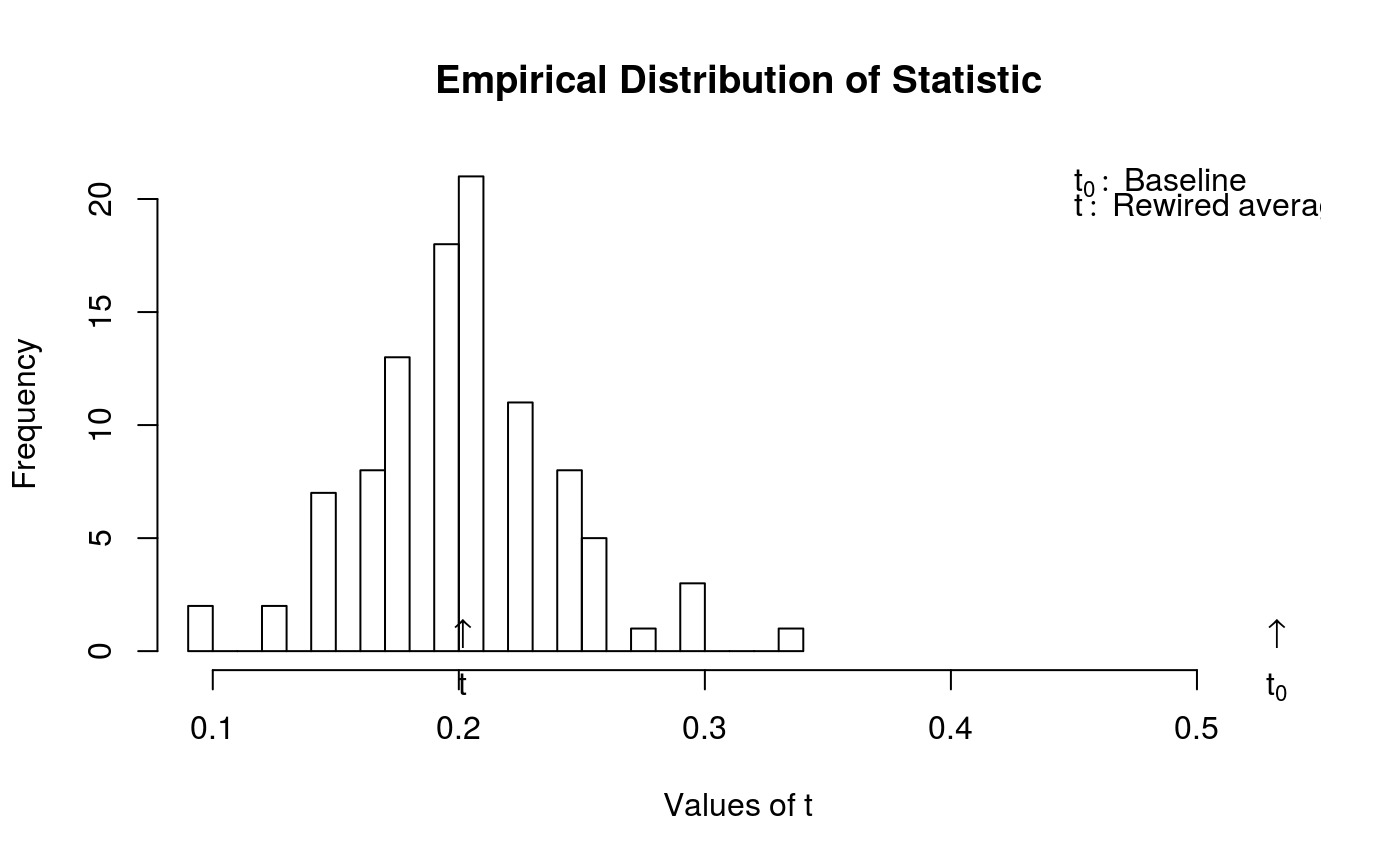 Empirical Distribution of Statistic
t₀ : Baseline
t : Rewired
20
15
10
5
0
Frequency
t
t₀
0.1 0.2 0.3 0.4 0.5
Values of t